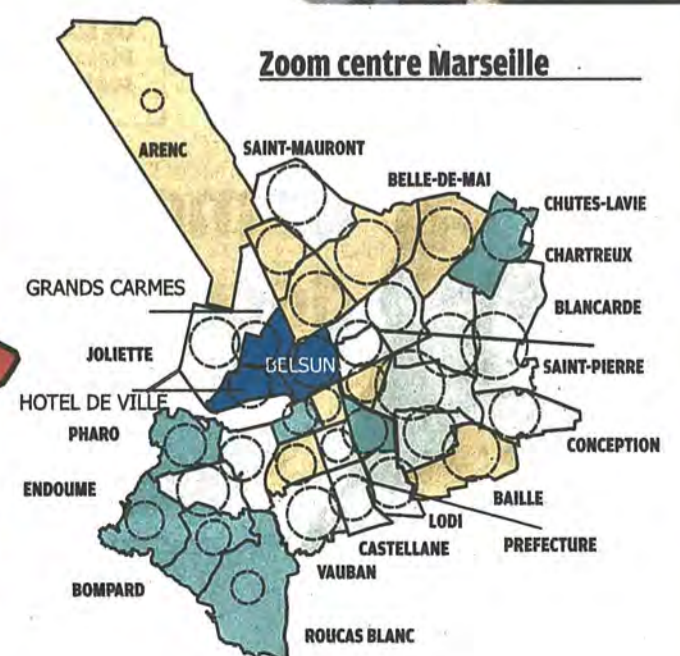 Zoom centre Marseille
ARENC
SAINT-MAURONT
BELLE-DE-MAI
CHUTES-LAVIE
CHARTREUX
GRANDS CARMES
BLANCARDE
JOLIETTE
BELSUN
SAINT-PIERRE
HOTEL DE VILLE
PHARO
CONCEPTION
ENDOUME
BAILLE
LODI
PREFECTURE
CASTELLANE
VAUBAN
BOMPARD
ROUCAS BLANC